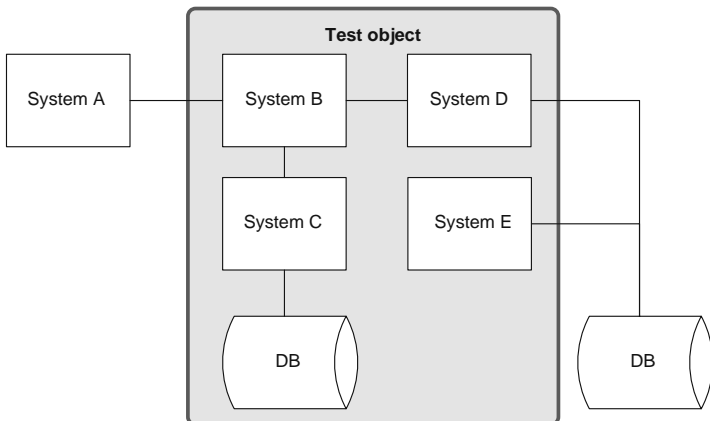 Test object
System A
System B
System D
System C
System E
DB
DB